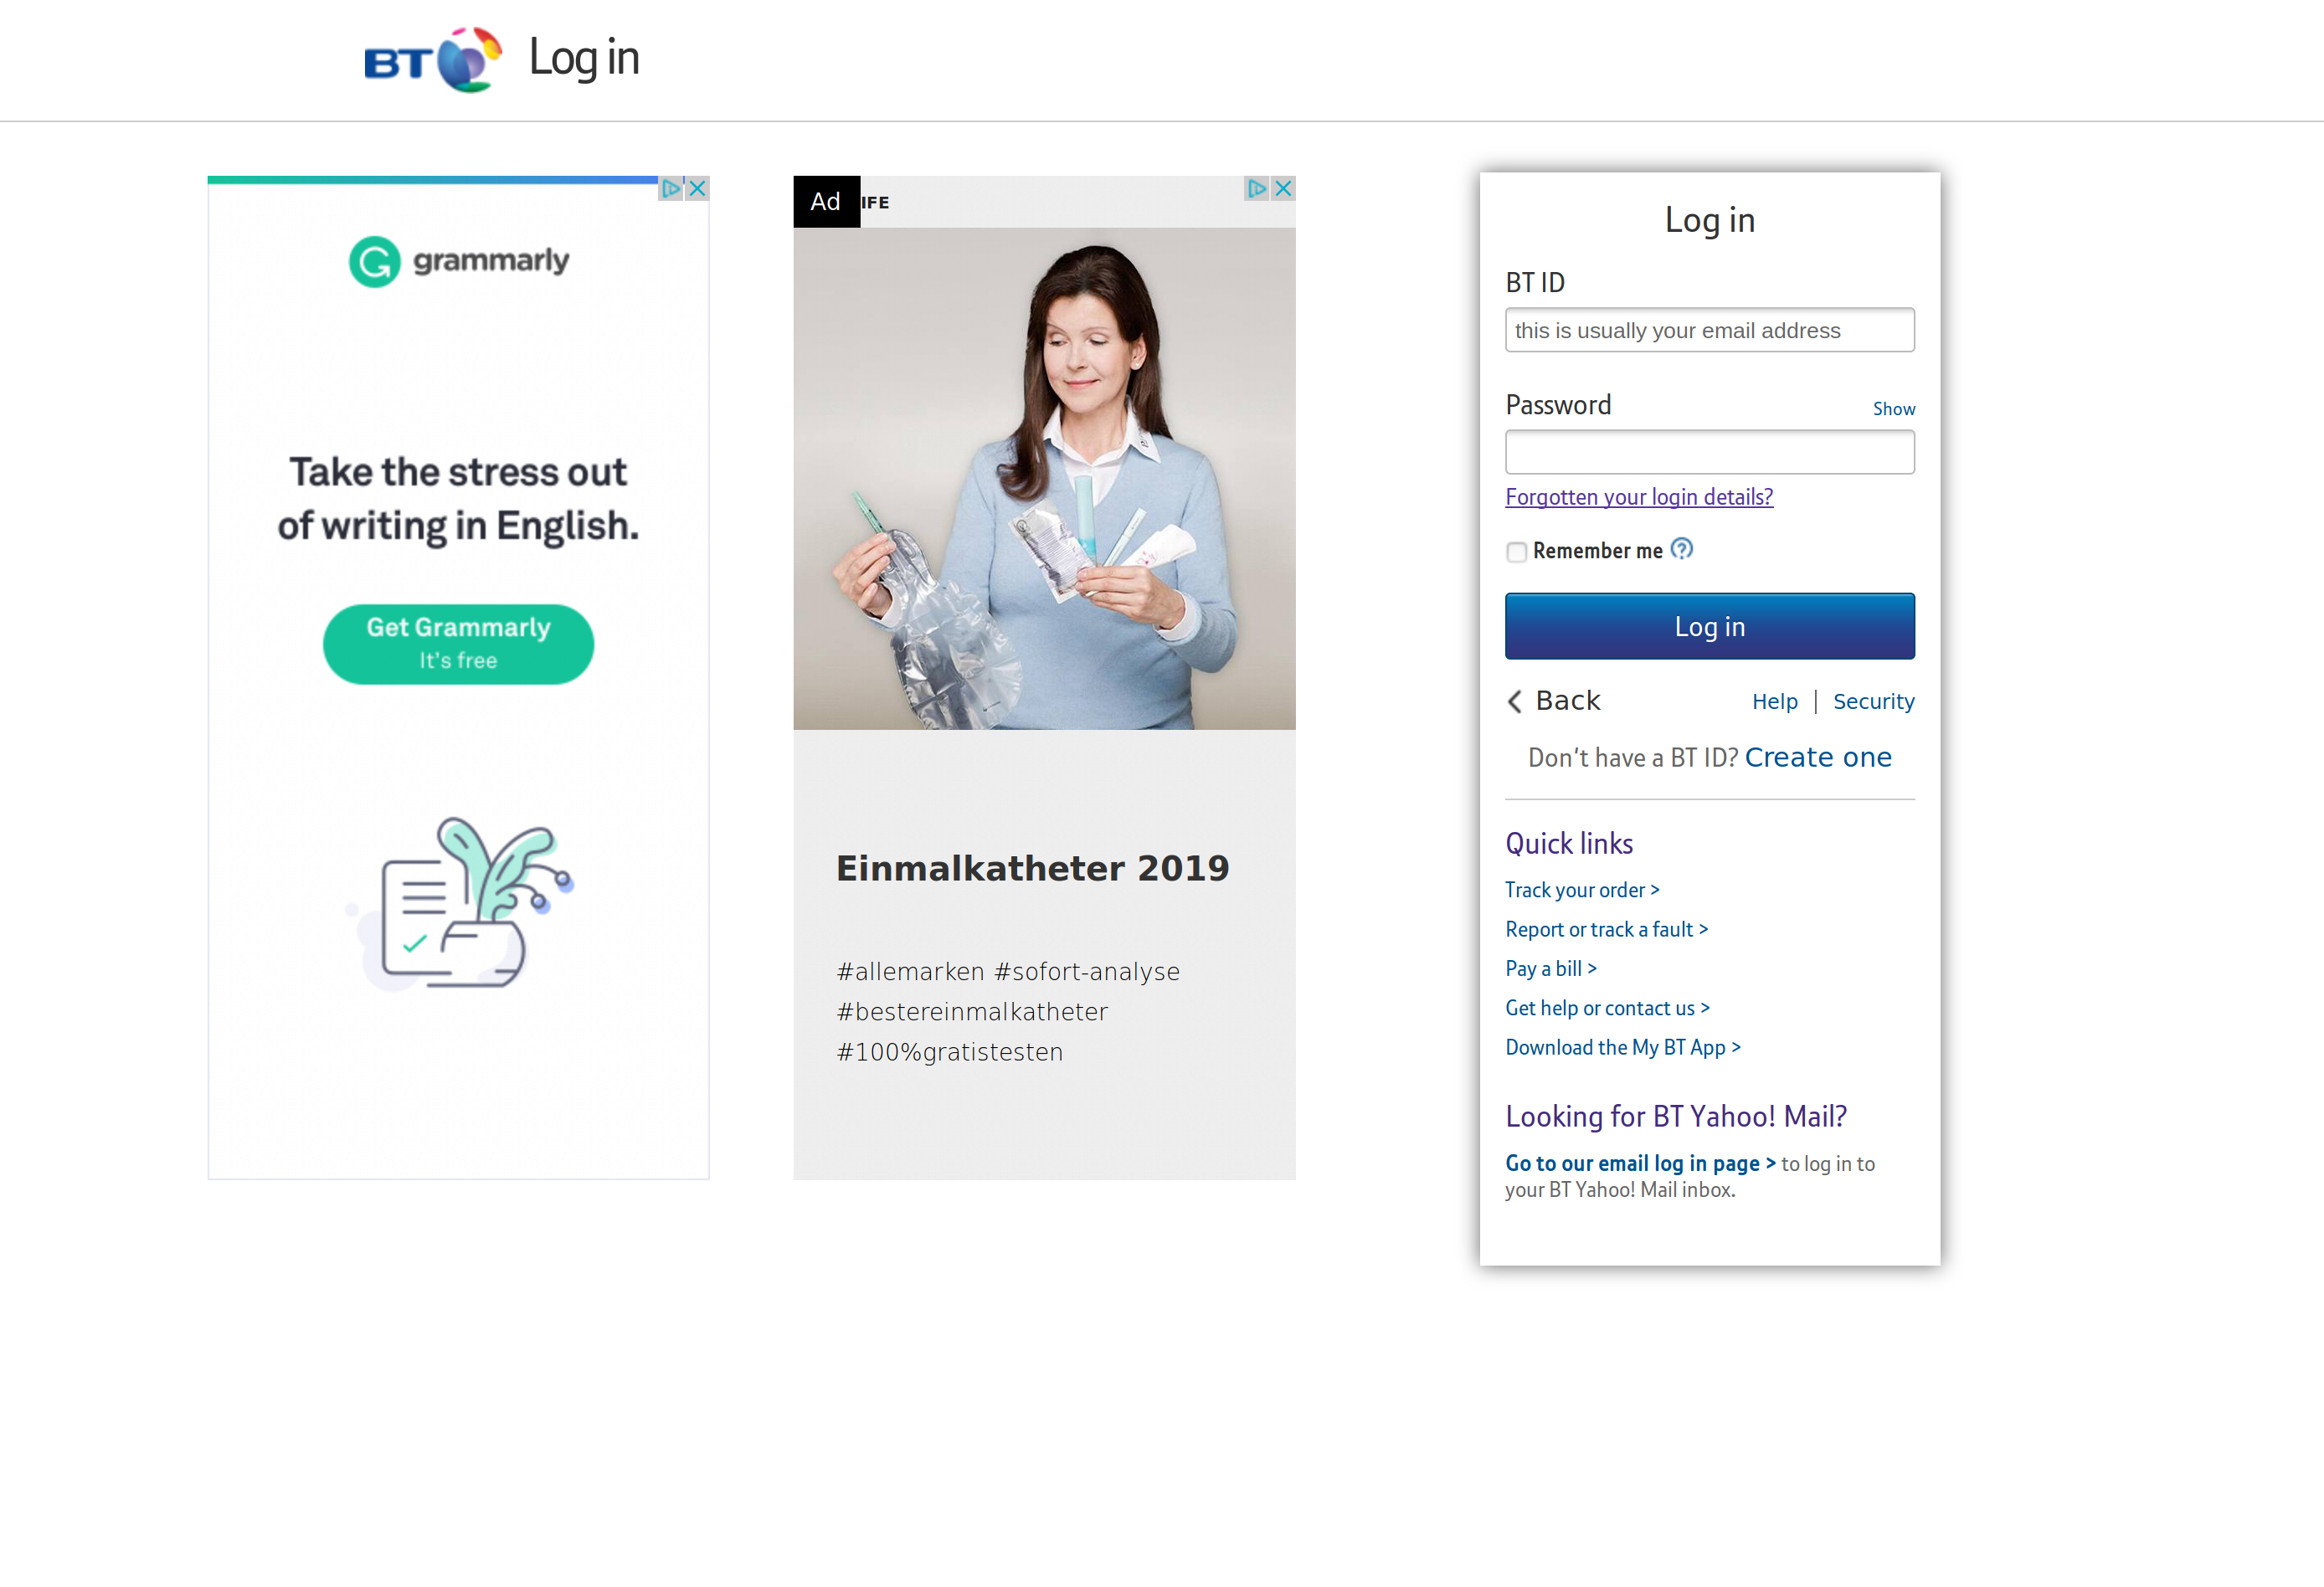 BT Log in
grammarly
Take the stress out
of writing in English.
Get Grammarly
It's free
Ad IFE
Einmalkatheter 2019
#allemarken #sofort-analyse
#bestereinmalkatheter
#100%gratistesten
Log in
BT ID
this is usually your email address
Password Show
Forgotten your login details?
Remember me
Log in
Back Help | Security
Don't have a BT ID? Create one
Quick links
Track your order >
Report or track a fault >
Pay a bill >
Get help or contact us >
Download the My BT App >
Looking for BT Yahoo! Mail?
Go to our email log in page > to log in to
your BT Yahoo! Mail inbox.